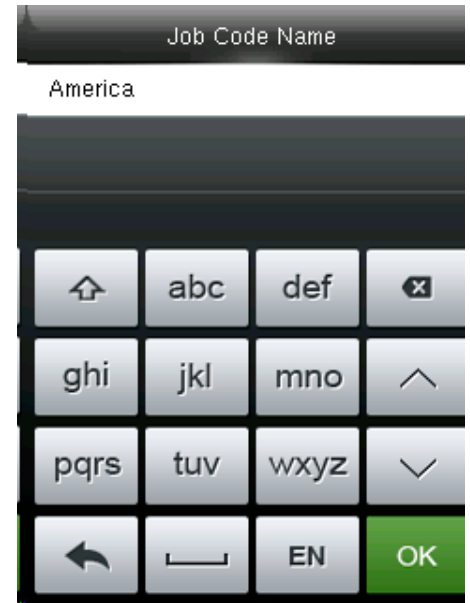 Job Code Name
America
abc def
ghi jkl mno
pqrs tuv wxyz
EN OK